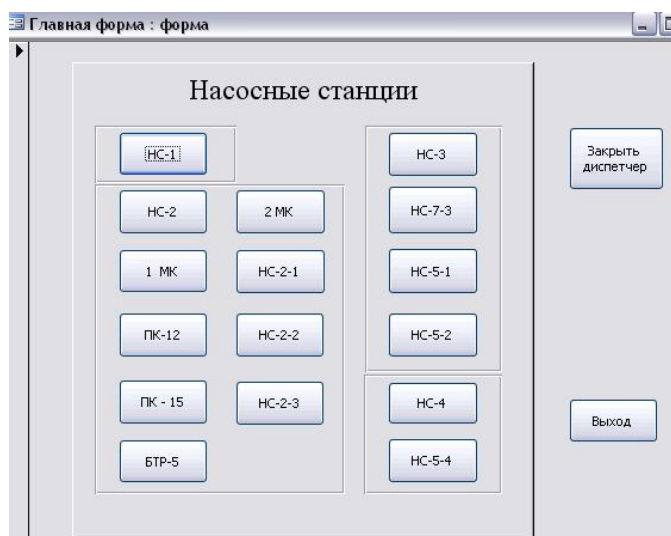 Главная форма : форма
Насосные станции
НС-1
НС-2
2 МК
1 МК
НС-2-1
ПК-12
НС-2-2
ПК - 15
НС-2-3
БТР-5
НС-3
НС-7-3
НС-5-1
НС-5-2
НС-4
НС-5-4
Закрыть
диспетчер
Выход